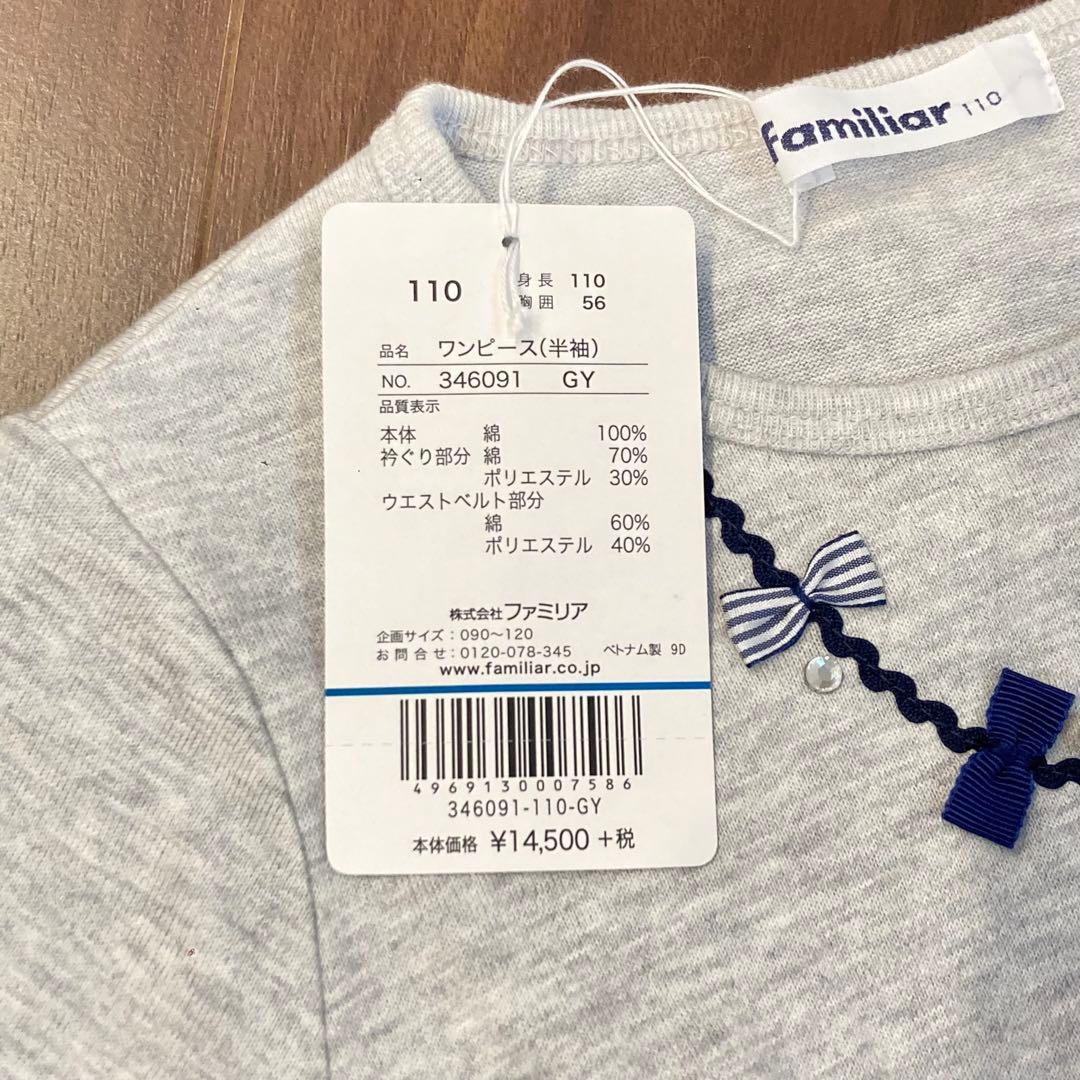 familiar 110
110
身長 110
胸囲 56
品名 ワンピース(半袖)
NO. 346091 GY
品質表示
本体 綿 100%
衿ぐり部分 綿 70%
ポリエステル 30%
ウエストベルト部分
綿 60%
ポリエステル 40%
株式会社ファミリア
企画サイズ：090～120
お問合せ：0120-078-345 ベトナム製 9D
www.familiar.co.jp
4969130007586
346091-110-GY
本体価格 ¥14,500＋税